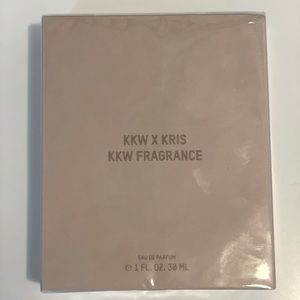 KKW X KRIS
KKW FRAGRANCE
EAU DE PARFUM
℮ 1 FL. OZ. 30 ML